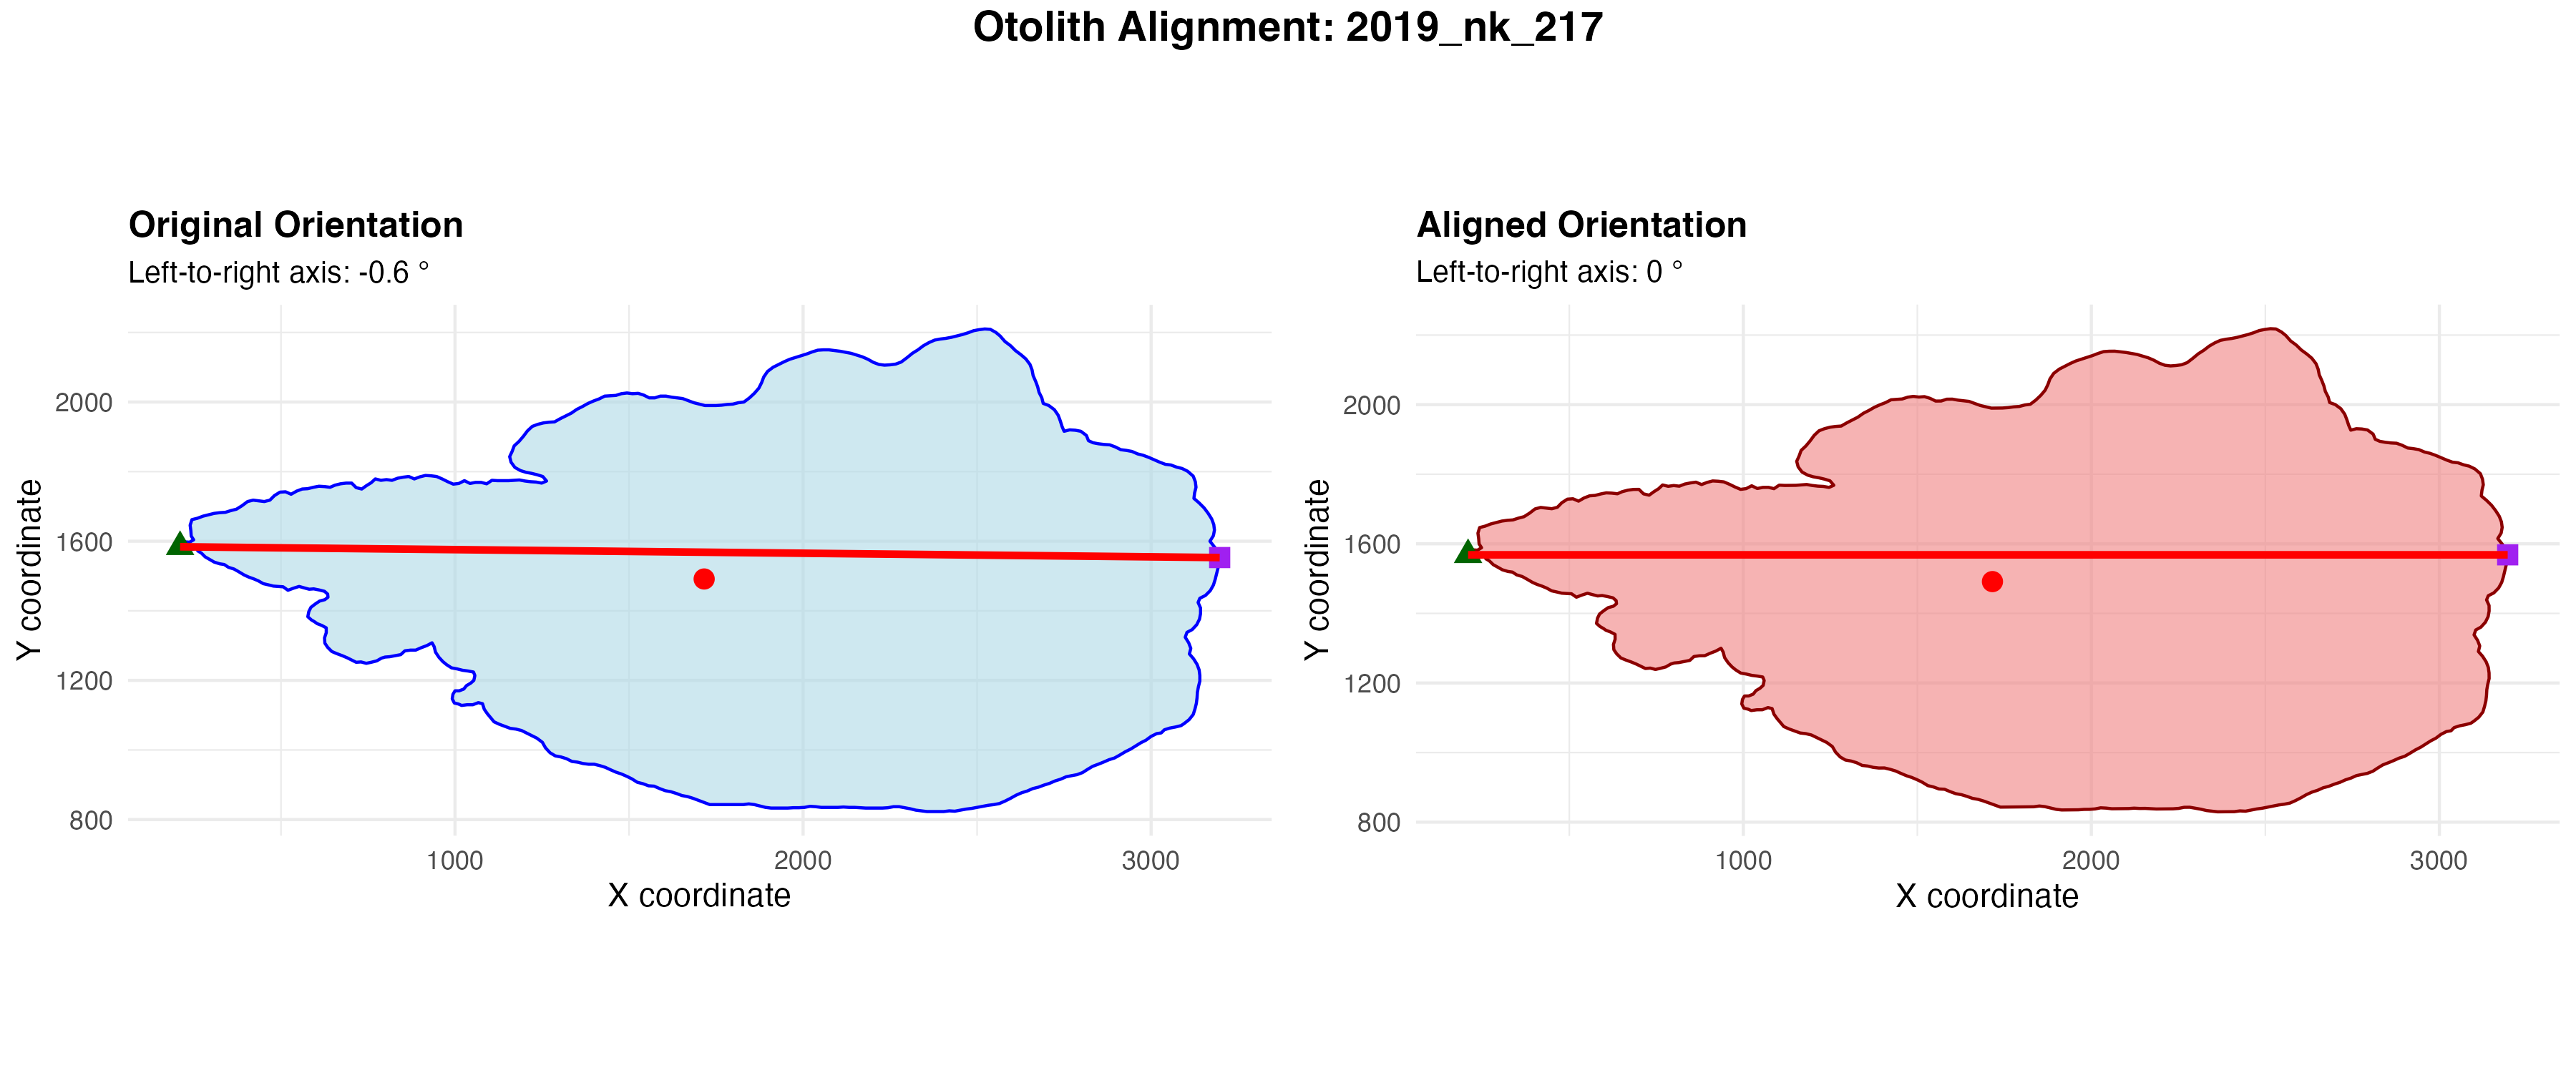 Otolith Alignment: 2019_nk_217
Original Orientation
Left-to-right axis: -0.6 °
Y coordinate
2000
1600
1200
800
1000
2000
3000
X coordinate
Aligned Orientation
Left-to-right axis: 0 °
Y coordinate
2000
1600
1200
800
1000
2000
3000
X coordinate